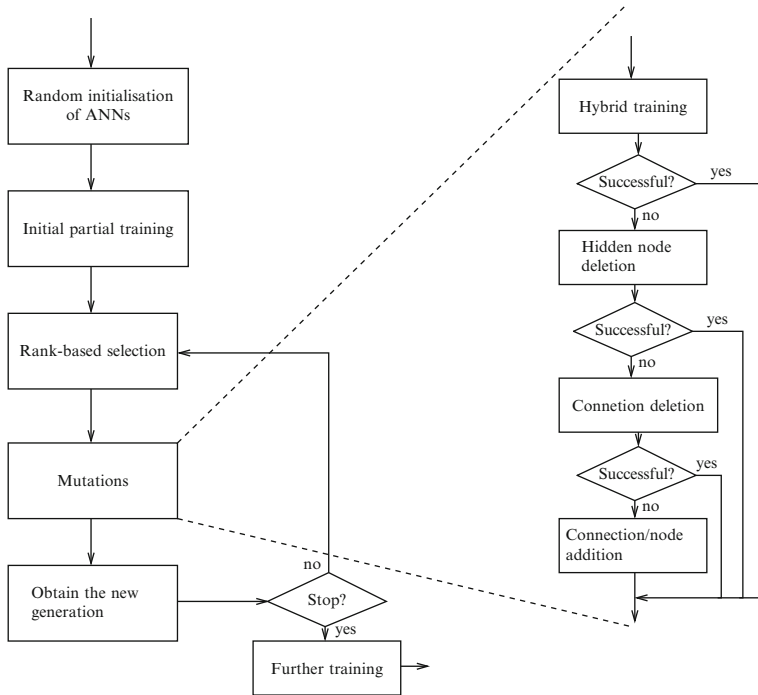 Random initialisation
of ANNs
Initial partial training
Rank-based selection
Mutations
Obtain the new
generation
no
Stop?
yes
Further training
Hybrid training
Successful?
yes
no
Hidden node
deletion
Successful?
yes
no
Connetion deletion
Successful?
yes
no
Connection/node
addition